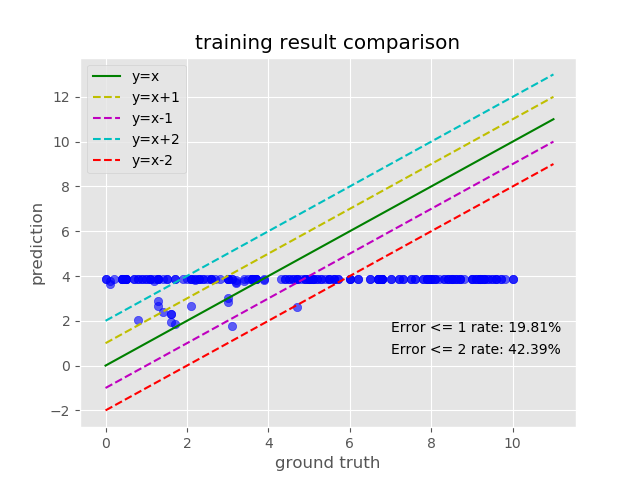 training result comparison
y=x
y=x+1
y=x-1
y=x+2
y=x-2
12
10
8
6
4
2
0
−2
prediction
Error <= 1 rate: 19.81%
Error <= 2 rate: 42.39%
0 2 4 6 8 10
ground truth